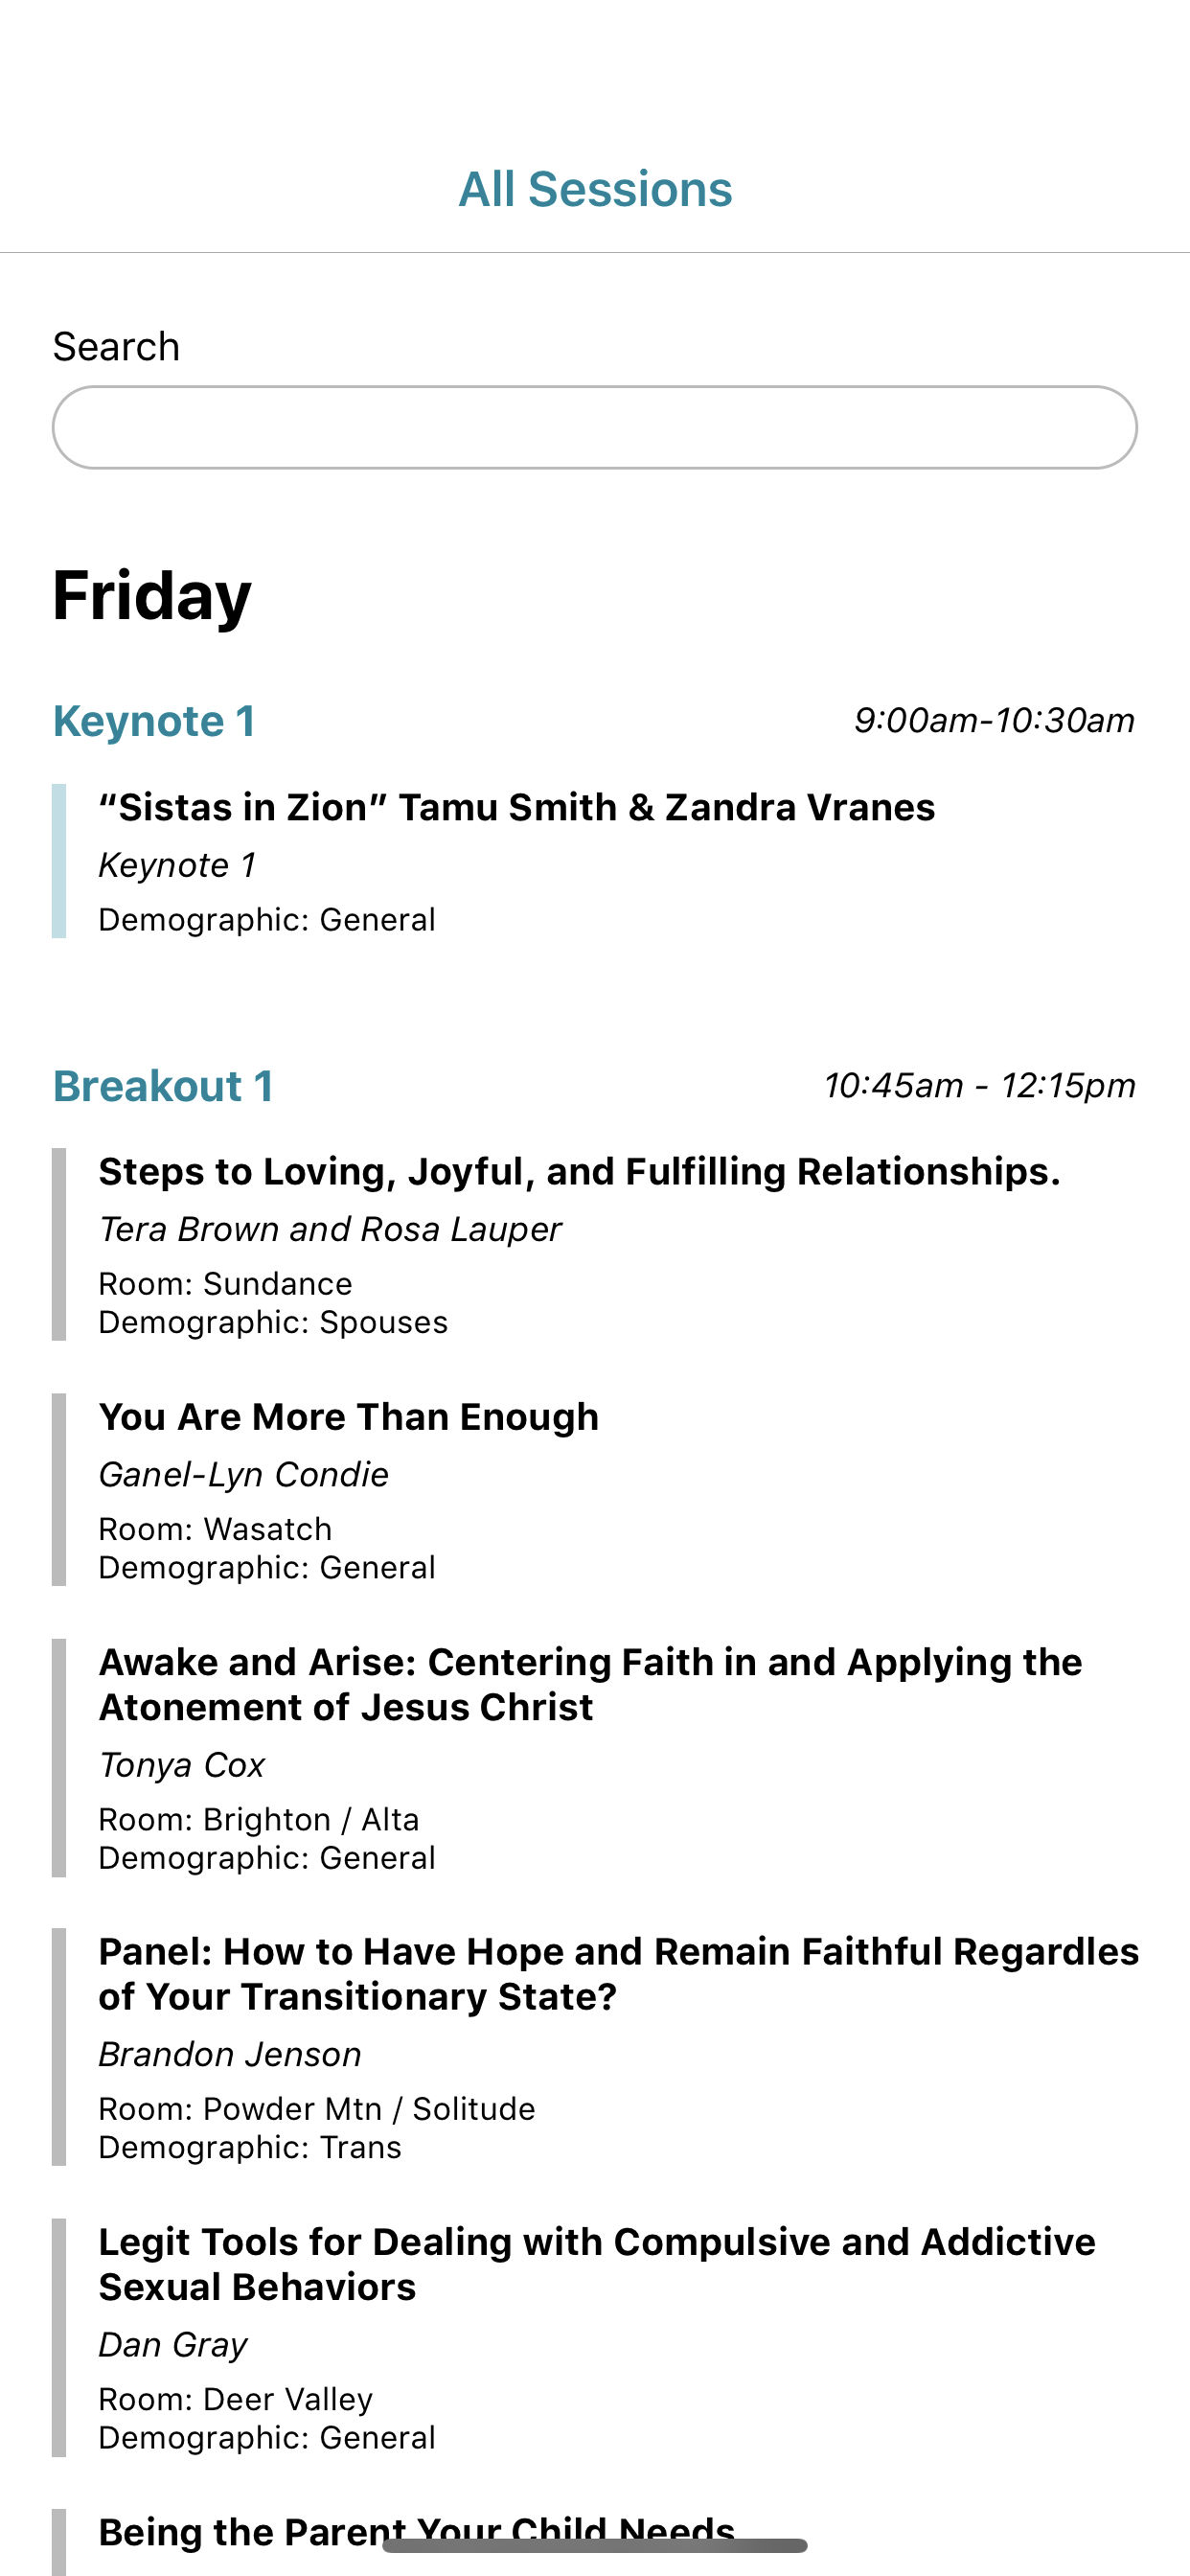 All Sessions
Search
Friday
Keynote 1 9:00am-10:30am
“Sistas in Zion” Tamu Smith & Zandra Vranes
Keynote 1
Demographic: General
Breakout 1 10:45am - 12:15pm
Steps to Loving, Joyful, and Fulfilling Relationships.
Tera Brown and Rosa Lauper
Room: Sundance
Demographic: Spouses
You Are More Than Enough
Ganel-Lyn Condie
Room: Wasatch
Demographic: General
Awake and Arise: Centering Faith in and Applying the
Atonement of Jesus Christ
Tonya Cox
Room: Brighton / Alta
Demographic: General
Panel: How to Have Hope and Remain Faithful Regardles
of Your Transitionary State?
Brandon Jenson
Room: Powder Mtn / Solitude
Demographic: Trans
Legit Tools for Dealing with Compulsive and Addictive
Sexual Behaviors
Dan Gray
Room: Deer Valley
Demographic: General
Being the Parent Your Child Needs